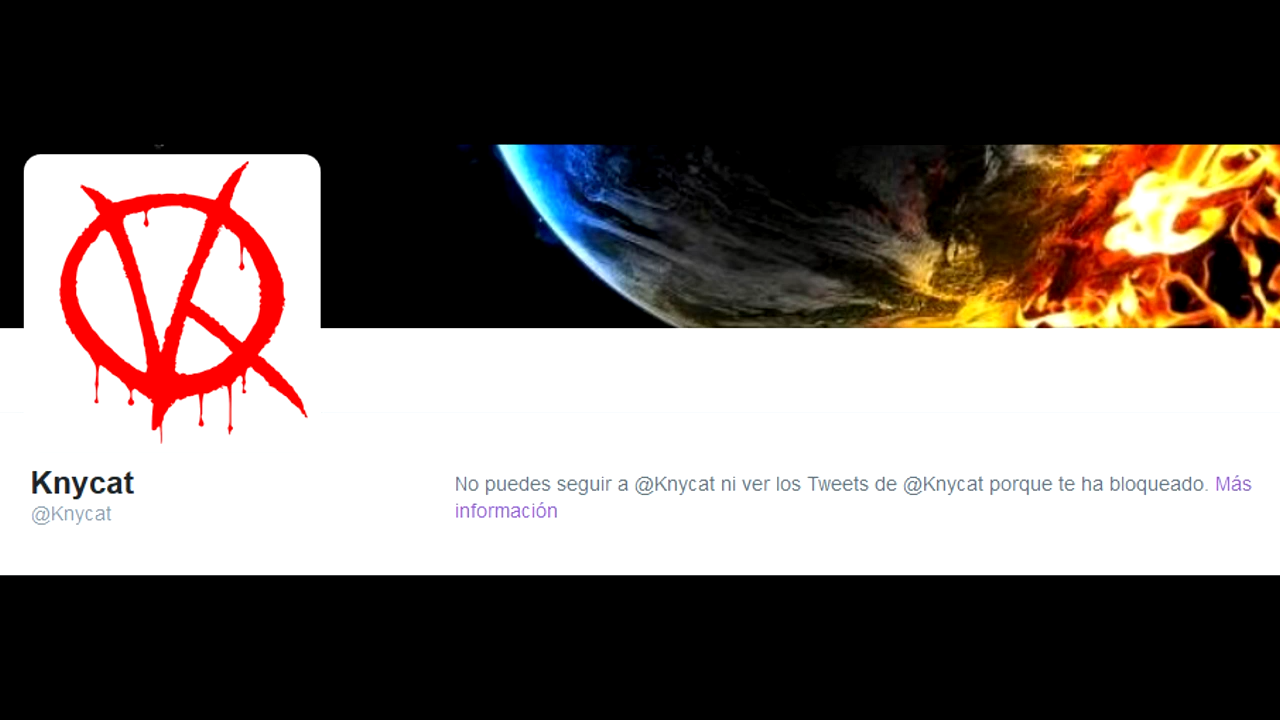 Knycat
@Knycat
No puedes seguir a @Knycat ni ver los Tweets de @Knycat porque te ha bloqueado. Más
información